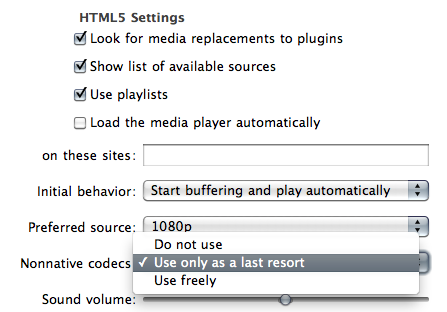 HTML5 Settings
Look for media replacements to plugins
Show list of available sources
Use playlists
Load the media player automatically
on these sites:
Initial behavior: Start buffering and play automatically
Preferred source: 1080p
Do not use
Nonnative codecs ✓ Use only as a last resort
Use freely
Sound volume: